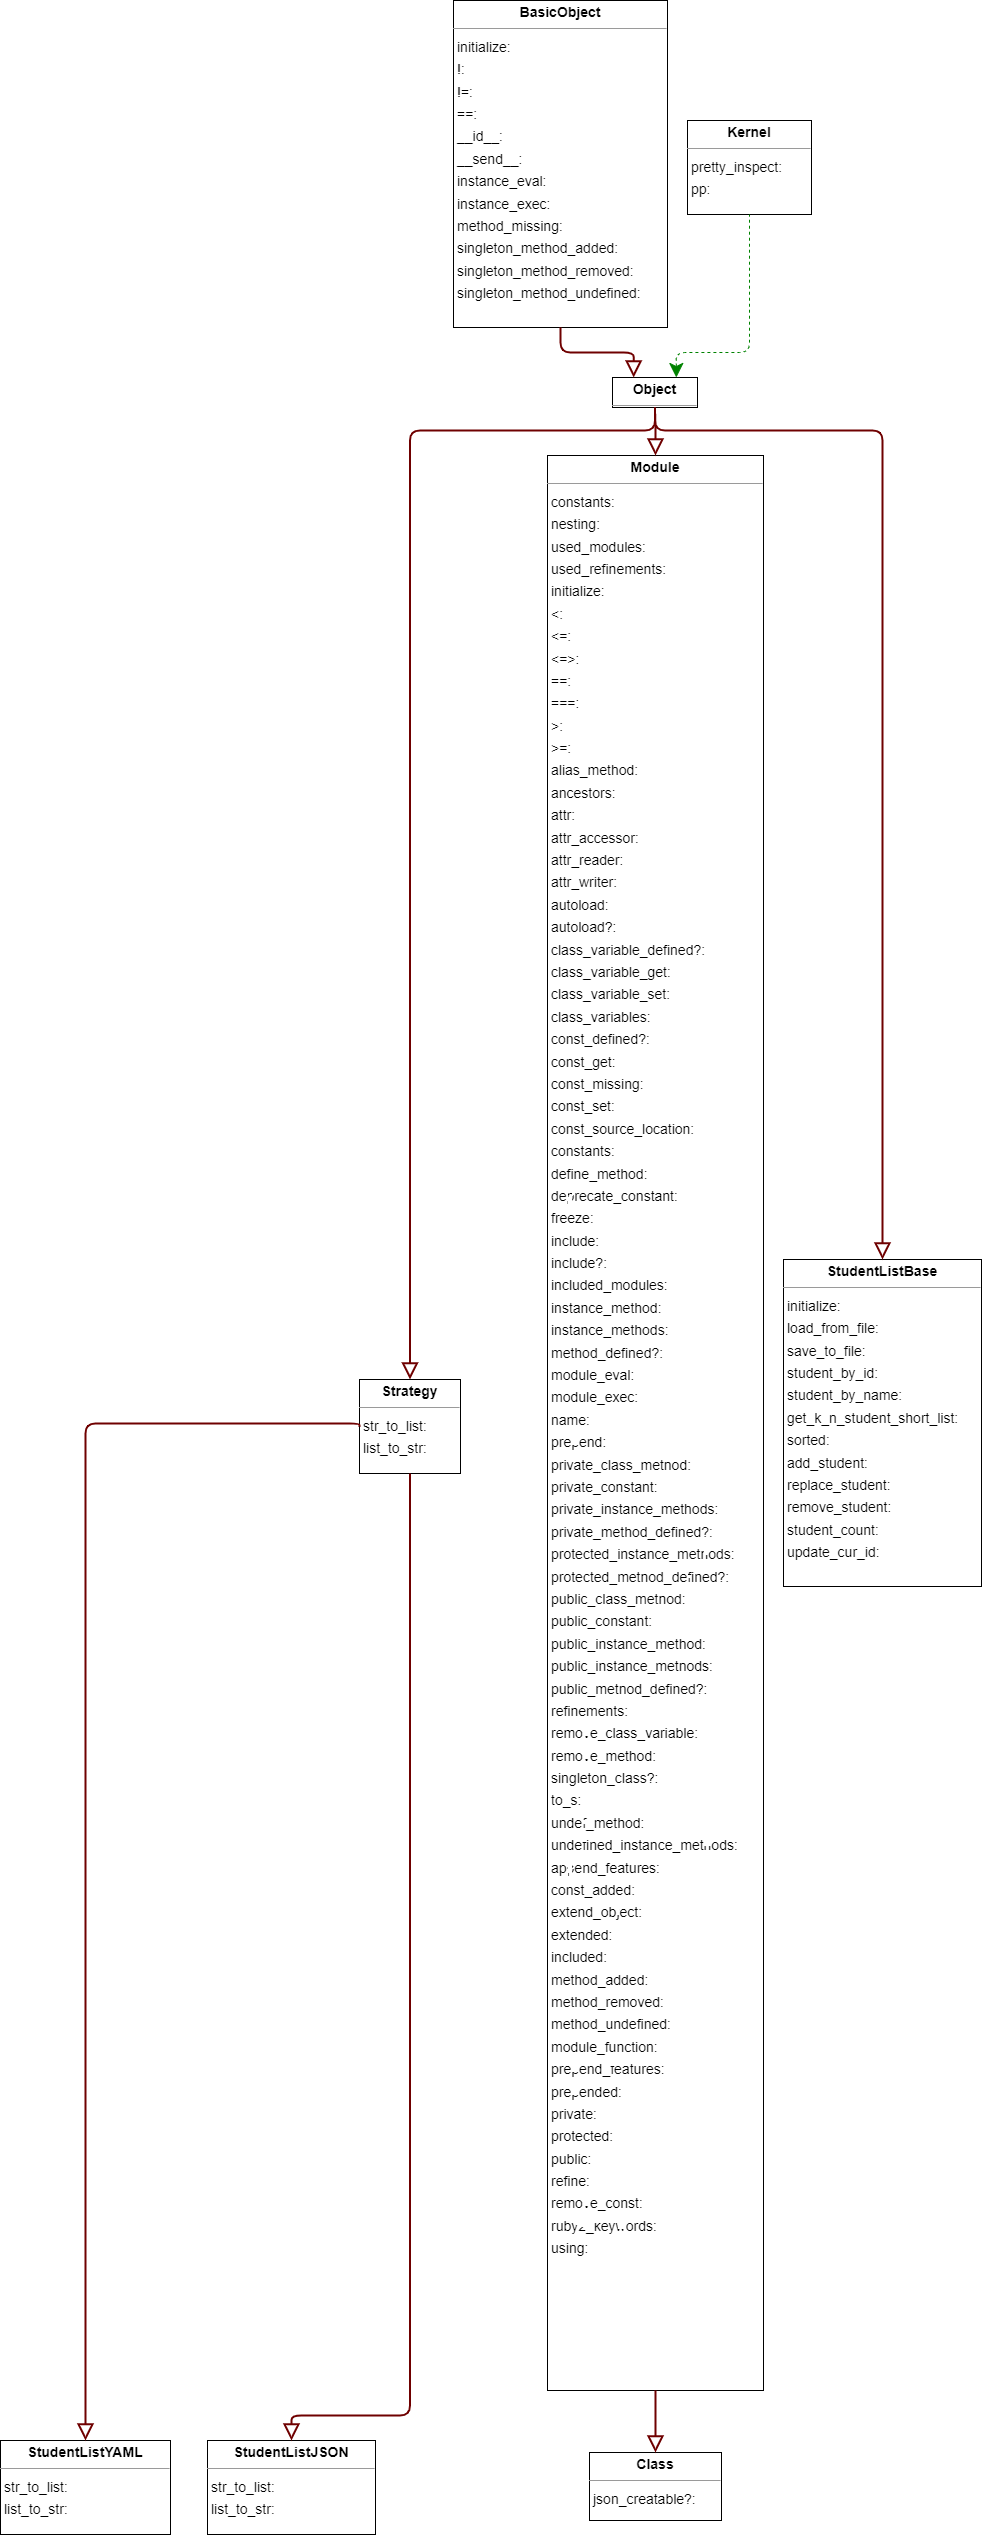 BasicObject
initialize:
!:
!=:
==:
__id__:
__send__:
instance_eval:
instance_exec:
method_missing:
singleton_method_added:
singleton_method_removed:
singleton_method_undefined:
Kernel
pretty_inspect:
pp:
Object
Module
constants:
nesting:
used_modules:
used_refinements:
initialize:
<:
<=:
<=>:
==:
===:
>:
>=:
alias_method:
ancestors:
attr:
attr_accessor:
attr_reader:
attr_writer:
autoload:
autoload?:
class_variable_defined?:
class_variable_get:
class_variable_set:
class_variables:
const_defined?:
const_get:
const_missing:
const_set:
const_source_location:
constants:
define_method:
deprecate_constant:
freeze:
include:
include?:
included_modules:
instance_method:
instance_methods:
method_defined?:
module_eval:
module_exec:
name:
prepend:
private_class_method:
private_constant:
private_instance_methods:
private_method_defined?:
protected_instance_methods:
protected_method_defined?:
public_class_method:
public_constant:
public_instance_method:
public_instance_methods:
public_method_defined?:
refinements:
remove_class_variable:
remove_method:
singleton_class?:
to_s:
undef_method:
undefined_instance_methods:
append_features:
const_added:
extend_object:
extended:
included:
method_added:
method_removed:
method_undefined:
module_function:
prepend_features:
prepended:
private:
protected:
public:
refine:
remove_const:
ruby2_keywords:
using:
StudentListBase
initialize:
load_from_file:
save_to_file:
student_by_id:
student_by_name:
get_k_n_student_short_list:
sorted:
add_student:
replace_student:
remove_student:
student_count:
update_cur_id:
Strategy
str_to_list:
list_to_str:
StudentListYAML
str_to_list:
list_to_str:
StudentListJSON
str_to_list:
list_to_str:
Class
json_creatable?: